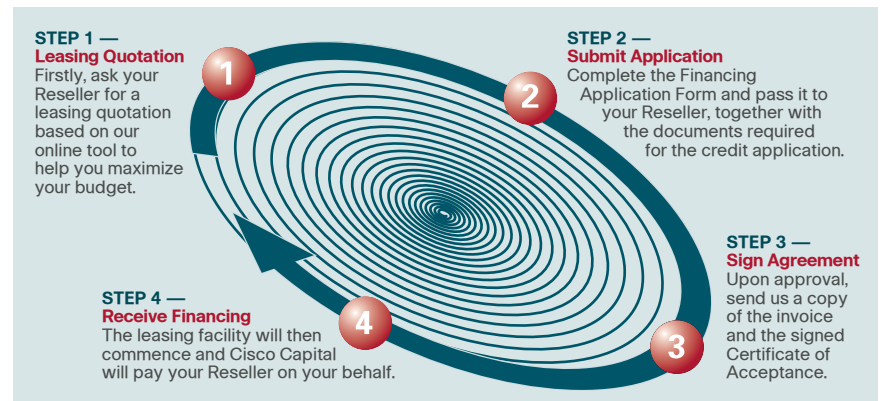 STEP 1 —
Leasing Quotation
Firstly, ask your
Reseller for a
leasing quotation
based on our
online tool to
help you maximize
your budget.
1
STEP 2 —
Submit Application
Complete the Financing
Application Form and pass it to
your Reseller, together with
the documents required
for the credit application.
2
STEP 3 —
Sign Agreement
Upon approval,
send us a copy
of the invoice
and the signed
Certificate of
Acceptance.
3
STEP 4 —
Receive Financing
The leasing facility will then
commence and Cisco Capital
will pay your Reseller on your behalf.
4